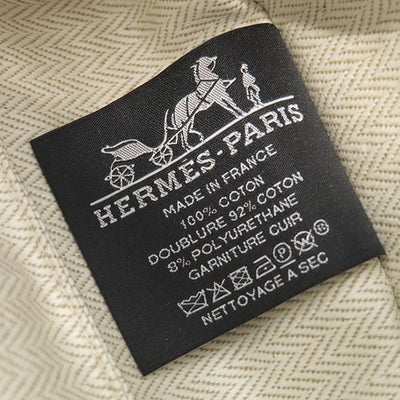 HERMES-PARIS
MADE IN FRANCE
100% COTON
DOUBLURE 92% COTON
8% POLYURETHANE
GARNITURE CUIR
NETTOYAGE A SEC